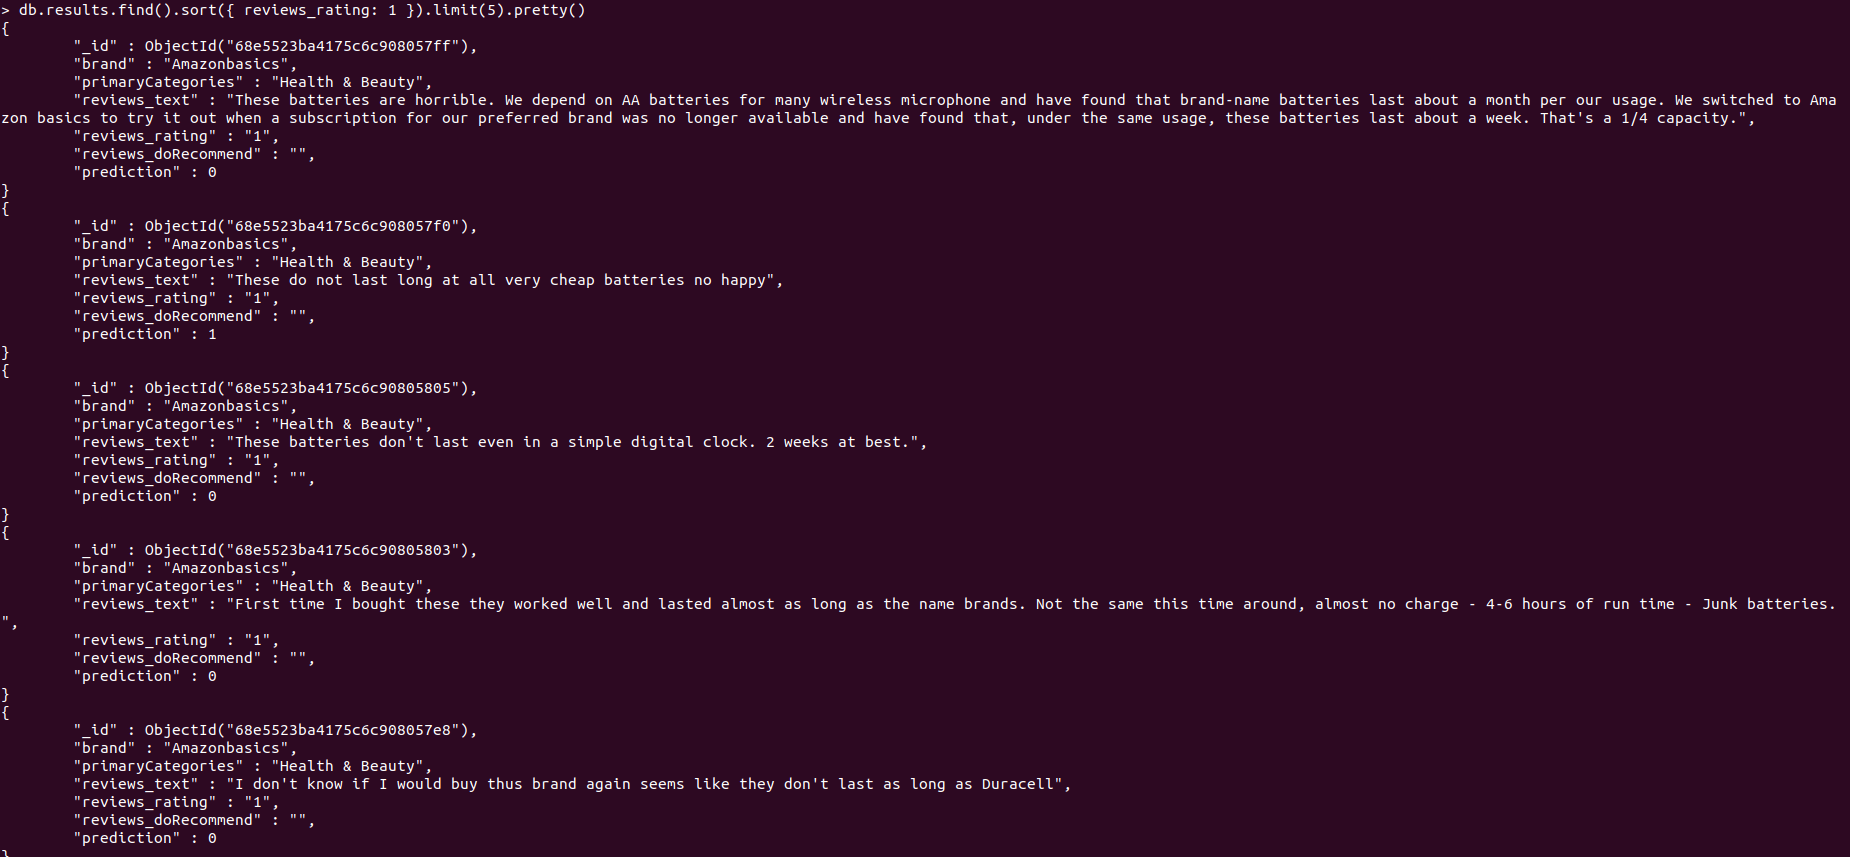 > db.results.find().sort({ reviews_rating: 1 }).limit(5).pretty()
{
        "_id" : ObjectId("68e5523ba4175c6c908057ff"),
        "brand" : "Amazonbasics",
        "primaryCategories" : "Health & Beauty",
        "reviews_text" : "These batteries are horrible. We depend on AA batteries for many wireless microphone and have found that brand-name batteries last about a month per our usage. We switched to Ama
zon basics to try it out when a subscription for our preferred brand was no longer available and have found that, under the same usage, these batteries last about a week. That's a 1/4 capacity.",
        "reviews_rating" : "1",
        "reviews_doRecommend" : "",
        "prediction" : 0
}
{
        "_id" : ObjectId("68e5523ba4175c6c908057f0"),
        "brand" : "Amazonbasics",
        "primaryCategories" : "Health & Beauty",
        "reviews_text" : "These do not last long at all very cheap batteries no happy",
        "reviews_rating" : "1",
        "reviews_doRecommend" : "",
        "prediction" : 1
}
{
        "_id" : ObjectId("68e5523ba4175c6c90805805"),
        "brand" : "Amazonbasics",
        "primaryCategories" : "Health & Beauty",
        "reviews_text" : "These batteries don't last even in a simple digital clock. 2 weeks at best.",
        "reviews_rating" : "1",
        "reviews_doRecommend" : "",
        "prediction" : 0
}
{
        "_id" : ObjectId("68e5523ba4175c6c90805803"),
        "brand" : "Amazonbasics",
        "primaryCategories" : "Health & Beauty",
        "reviews_text" : "First time I bought these they worked well and lasted almost as long as the name brands. Not the same this time around, almost no charge - 4-6 hours of run time - Junk batteries.
",
        "reviews_rating" : "1",
        "reviews_doRecommend" : "",
        "prediction" : 0
}
{
        "_id" : ObjectId("68e5523ba4175c6c908057e8"),
        "brand" : "Amazonbasics",
        "primaryCategories" : "Health & Beauty",
        "reviews_text" : "I don't know if I would buy thus brand again seems like they don't last as long as Duracell",
        "reviews_rating" : "1",
        "reviews_doRecommend" : "",
        "prediction" : 0
}